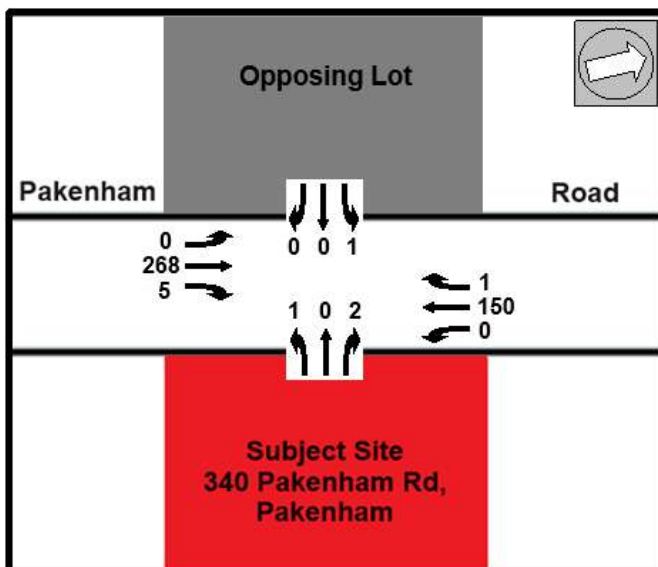 Opposing Lot
Pakenham Road
0 0 0 1
268
5 1
1 0 2 150
0
Subject Site
340 Pakenham Rd,
Pakenham